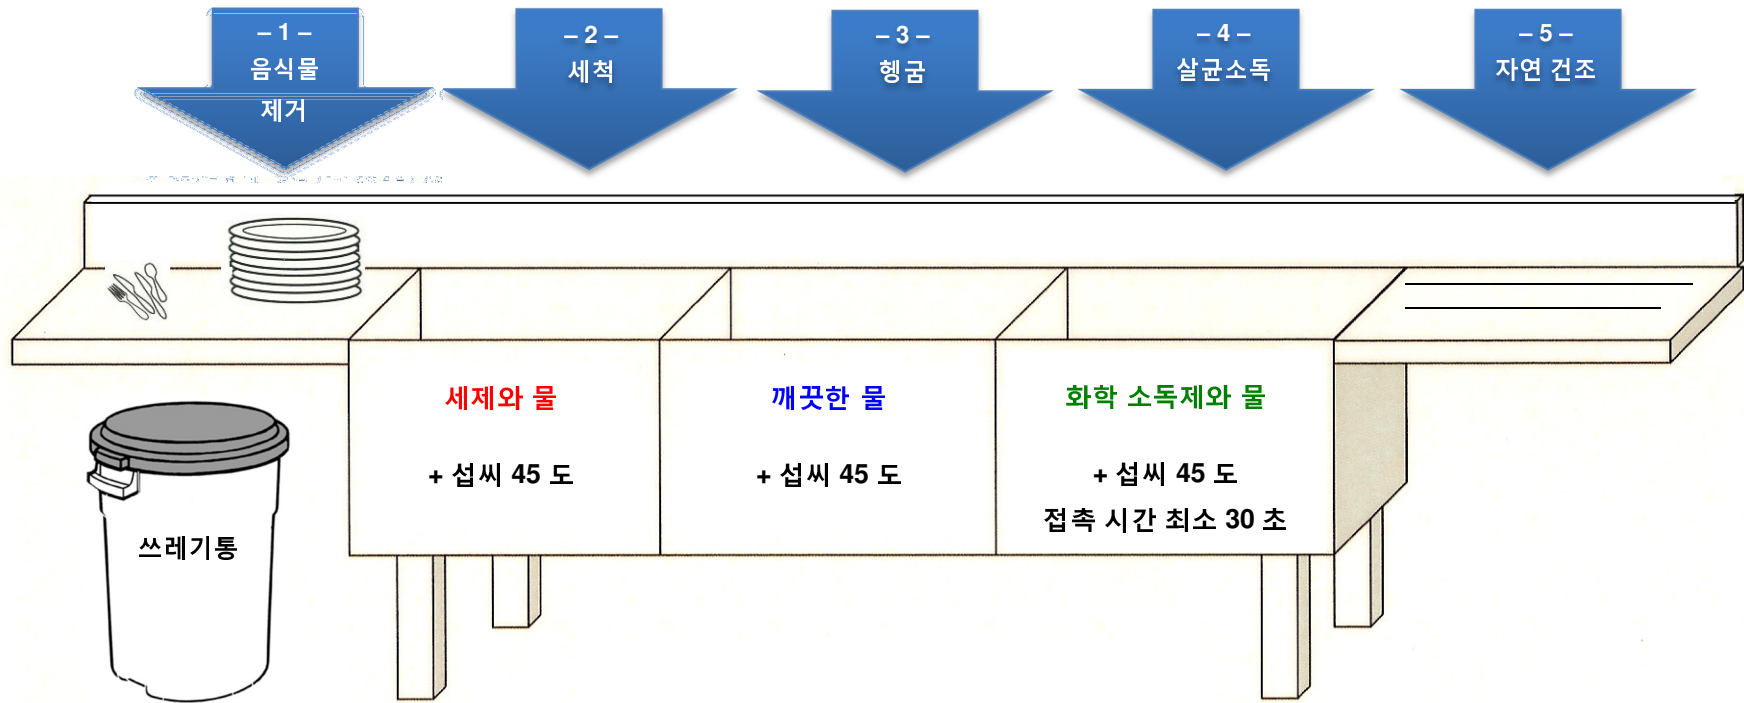 – 1 –
음식물
제거
– 2 –
세척
– 3 –
헹굼
– 4 –
살균소독
– 5 –
자연 건조
세제와 물
+ 섭씨 45 도
깨끗한 물
+ 섭씨 45 도
화학 소독제와 물
+ 섭씨 45 도
접촉 시간 최소 30 초
쓰레기통